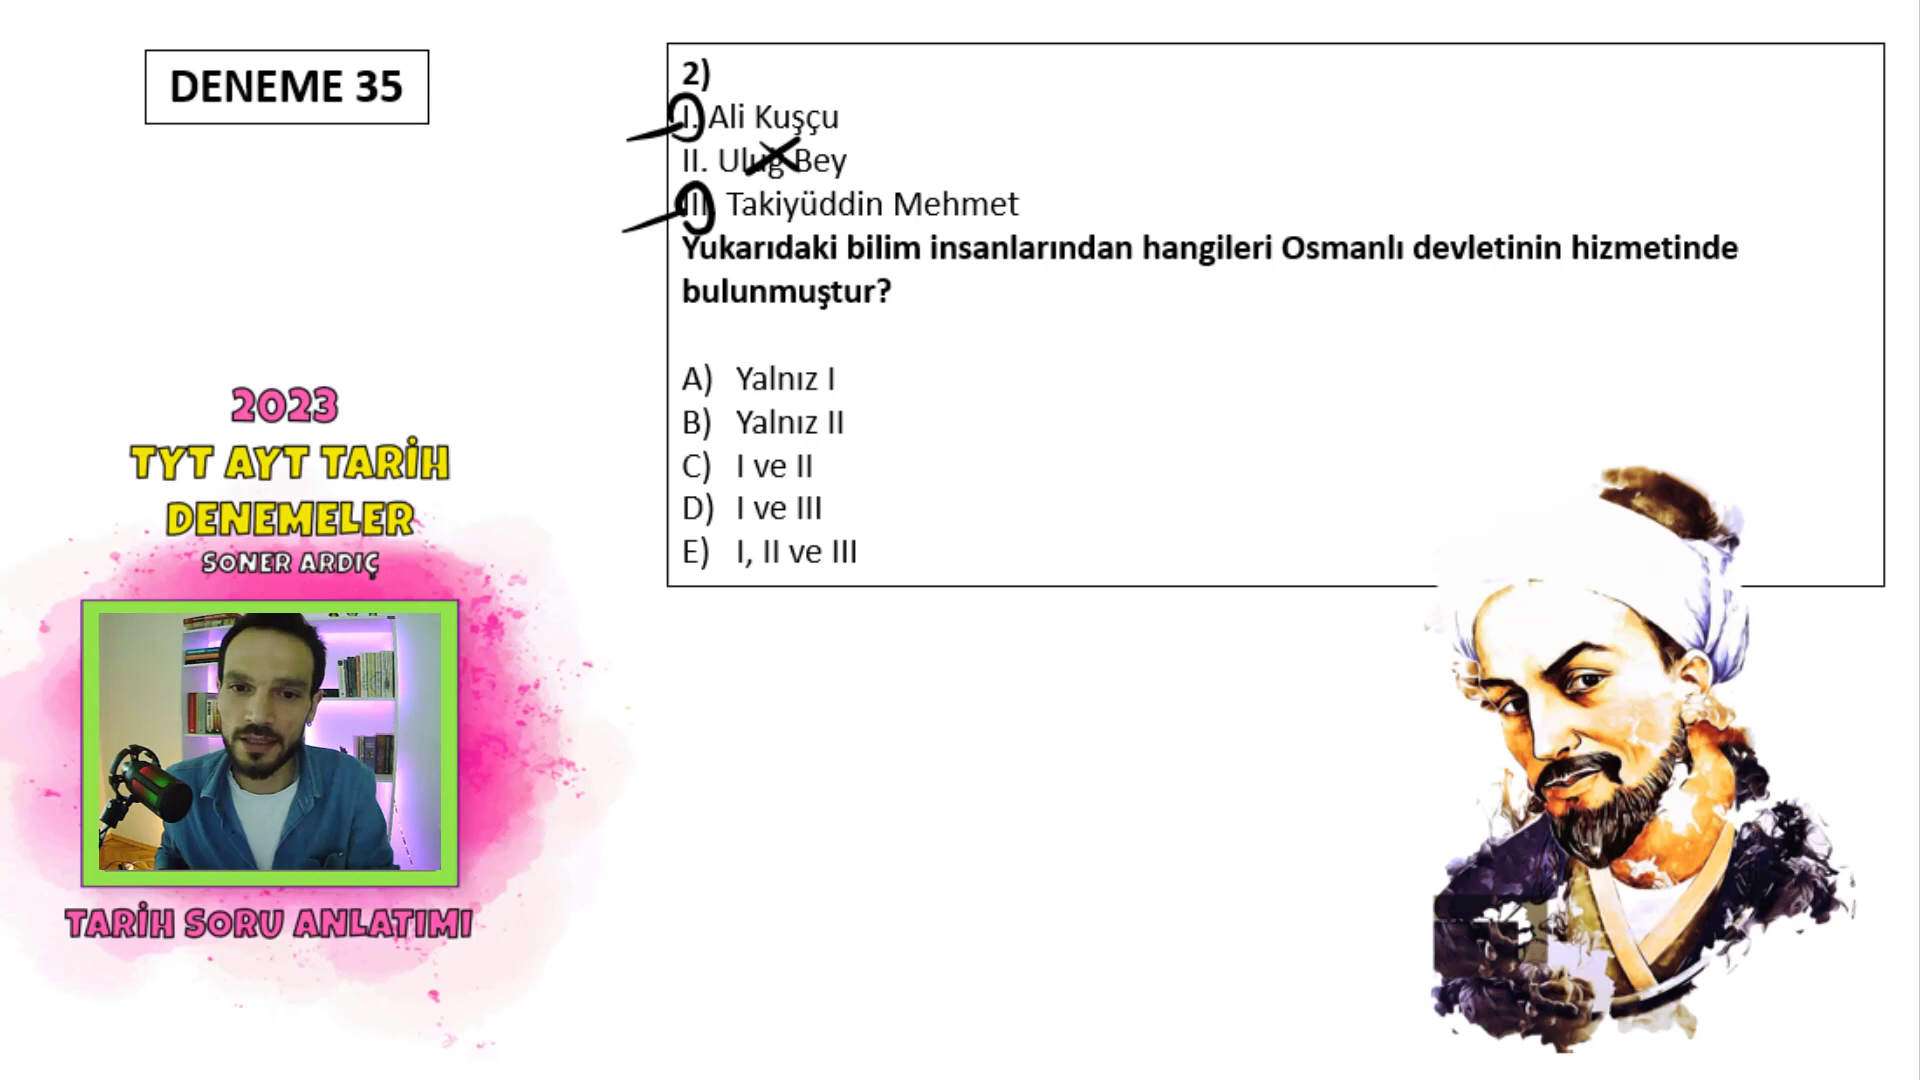 DENEME 35
2)
I. Ali Kuşçu
II. Uluğ Bey
III. Takiyüddin Mehmet
Yukarıdaki bilim insanlarından hangileri Osmanlı devletinin hizmetinde
bulunmuştur?
A) Yalnız I
B) Yalnız II
C) I ve II
D) I ve III
E) I, II ve III
2023
TYT AYT TARİH
DENEMELER
SONER ARDIÇ
TARİH SORU ANLATIMI